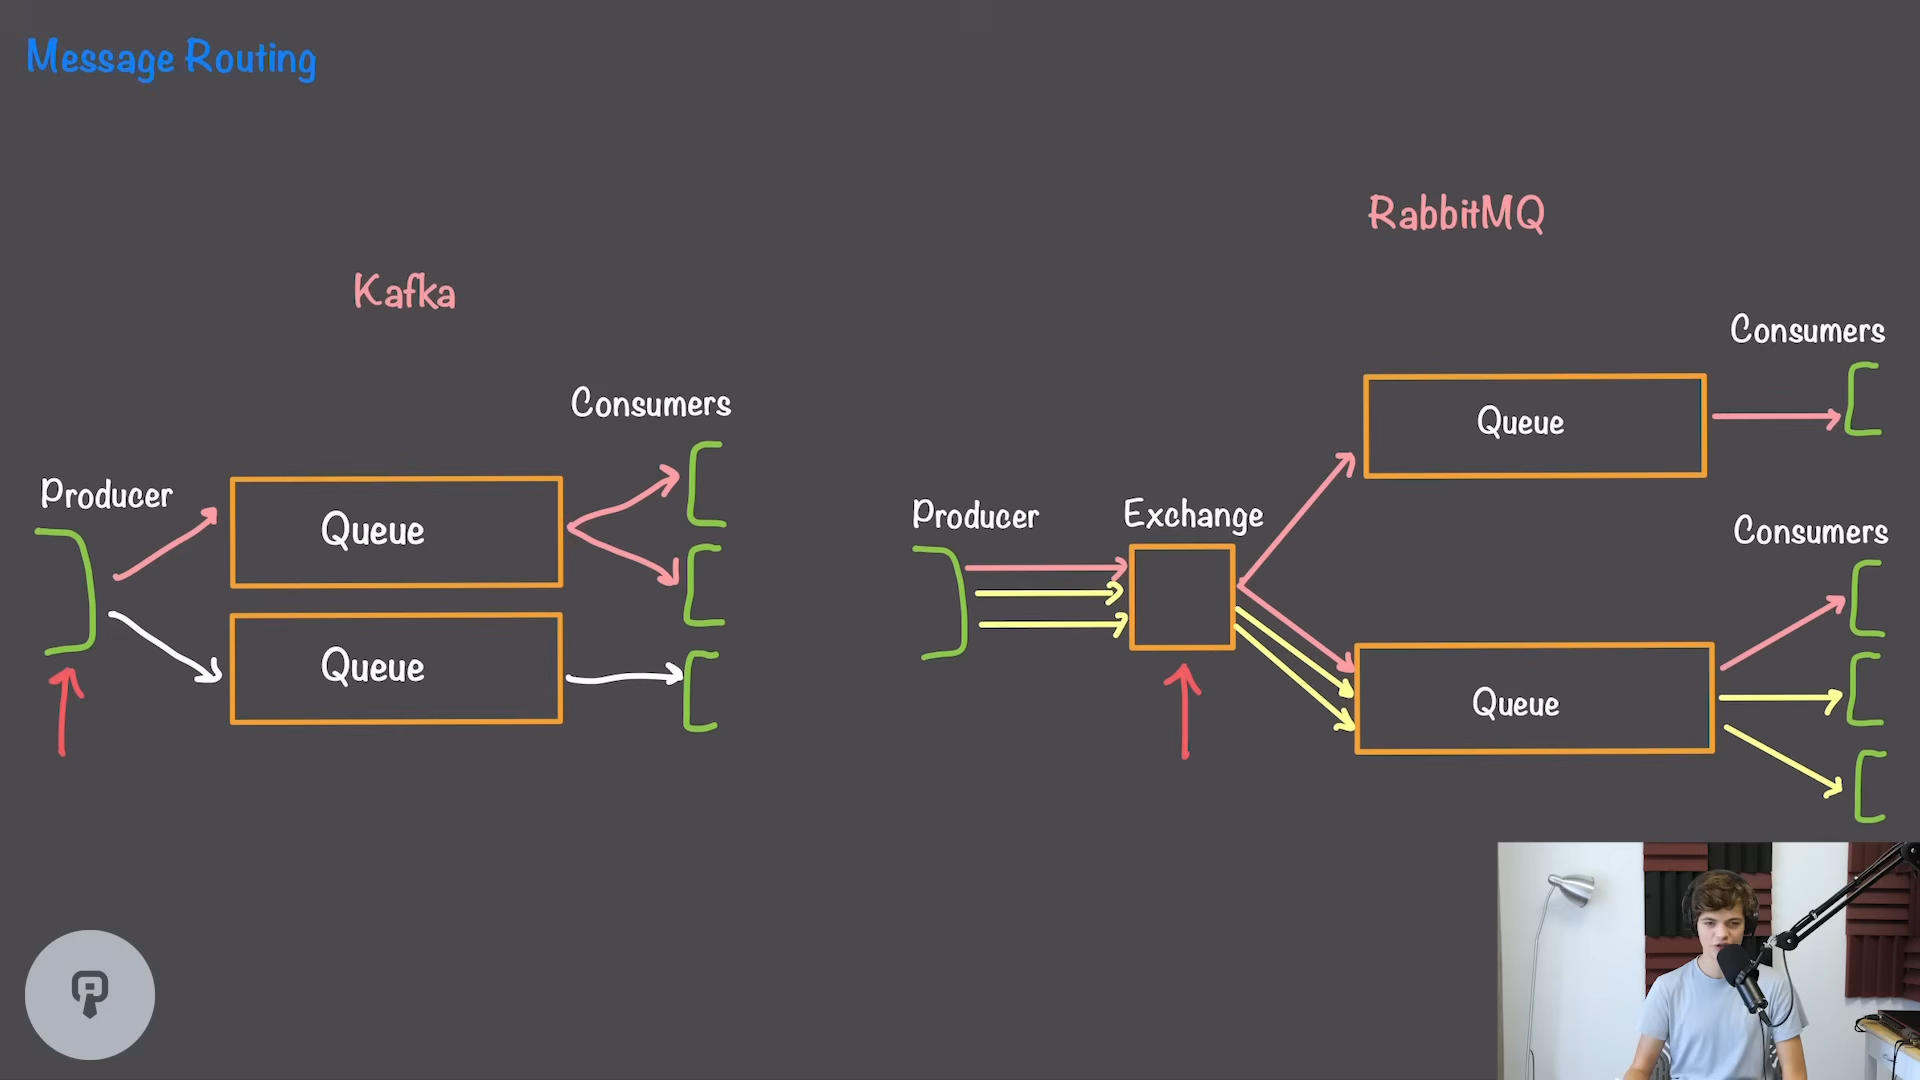 Message Routing
Kafka
Producer
Queue
Queue
Consumers
RabbitMQ
Producer
Exchange
Queue
Queue
Consumers
Consumers